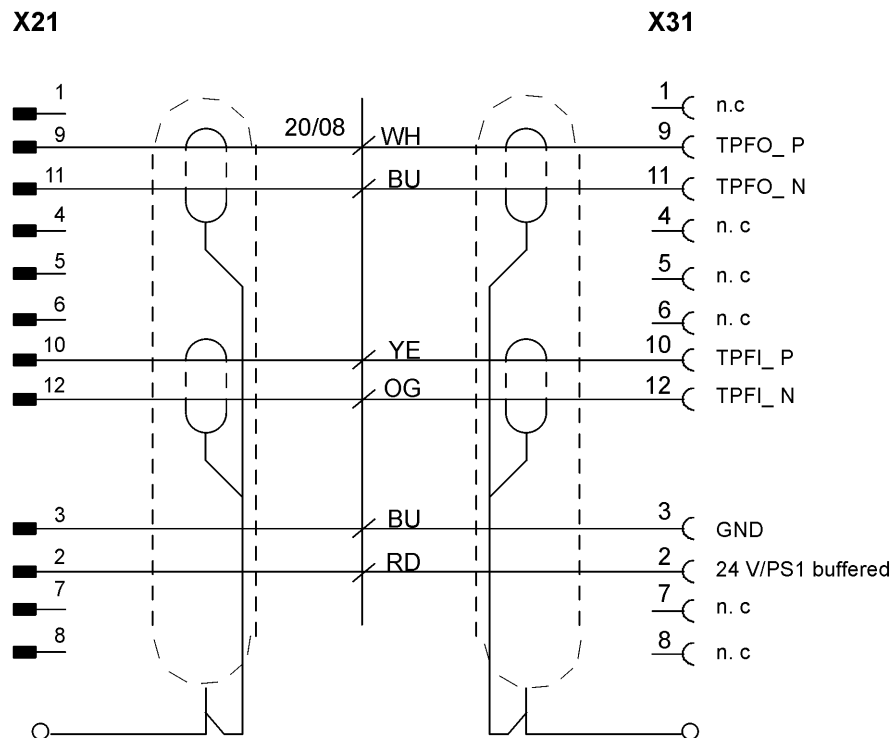 X21 X31
1 1 n.c
9 20/08 WH 9 TPFO_ P
11 BU 11 TPFO_ N
4 4 n. c
5 5 n. c
6 6 n. c
10 YE 10 TPFI_ P
12 OG 12 TPFI_ N
3 BU 3 GND
2 RD 2 24 V/PS1 buffered
7 7 n. c
8 8 n. c